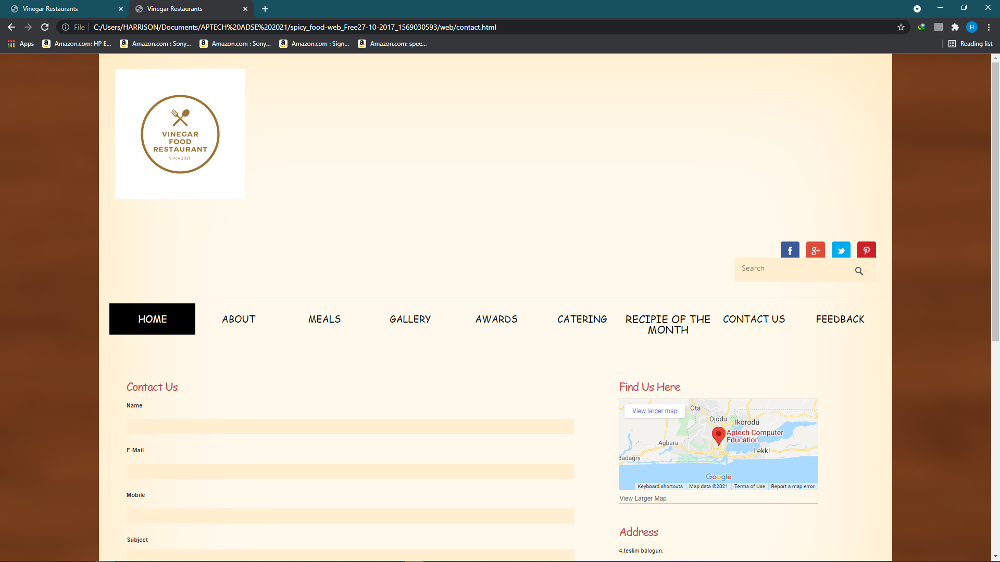 Vinegar Restaurants
Vinegar Restaurants
File
C:/Users/HARRISON/Documents/APTECH%20ADSE%202021/spicy_food-web_Free27-10-2017_1569030593/web/contact.html
H
Apps
Amazon.com: HP E...
Amazon.com : Sony...
Amazon.com : Sony...
Amazon.com : Sign...
Amazon.com: spee...
Reading list
VINEGAR
FOOD
RESTAURANT
Since 2021
Search
HOME
ABOUT
MEALS
GALLERY
AWARDS
CATERING
RECIPIE OF THE
MONTH
CONTACT US
FEEDBACK
Contact Us
Name
E-Mail
Mobile
Subject
Find Us Here
View larger map
Ota
Ojodu
Ikorodu
Aptech Computer
Education
Agbara
Lekki
Badagry
Google
Keyboard shortcuts
Map data ©2021
Terms of Use
Report a map error
View Larger Map
Address
4,teslim balogun.